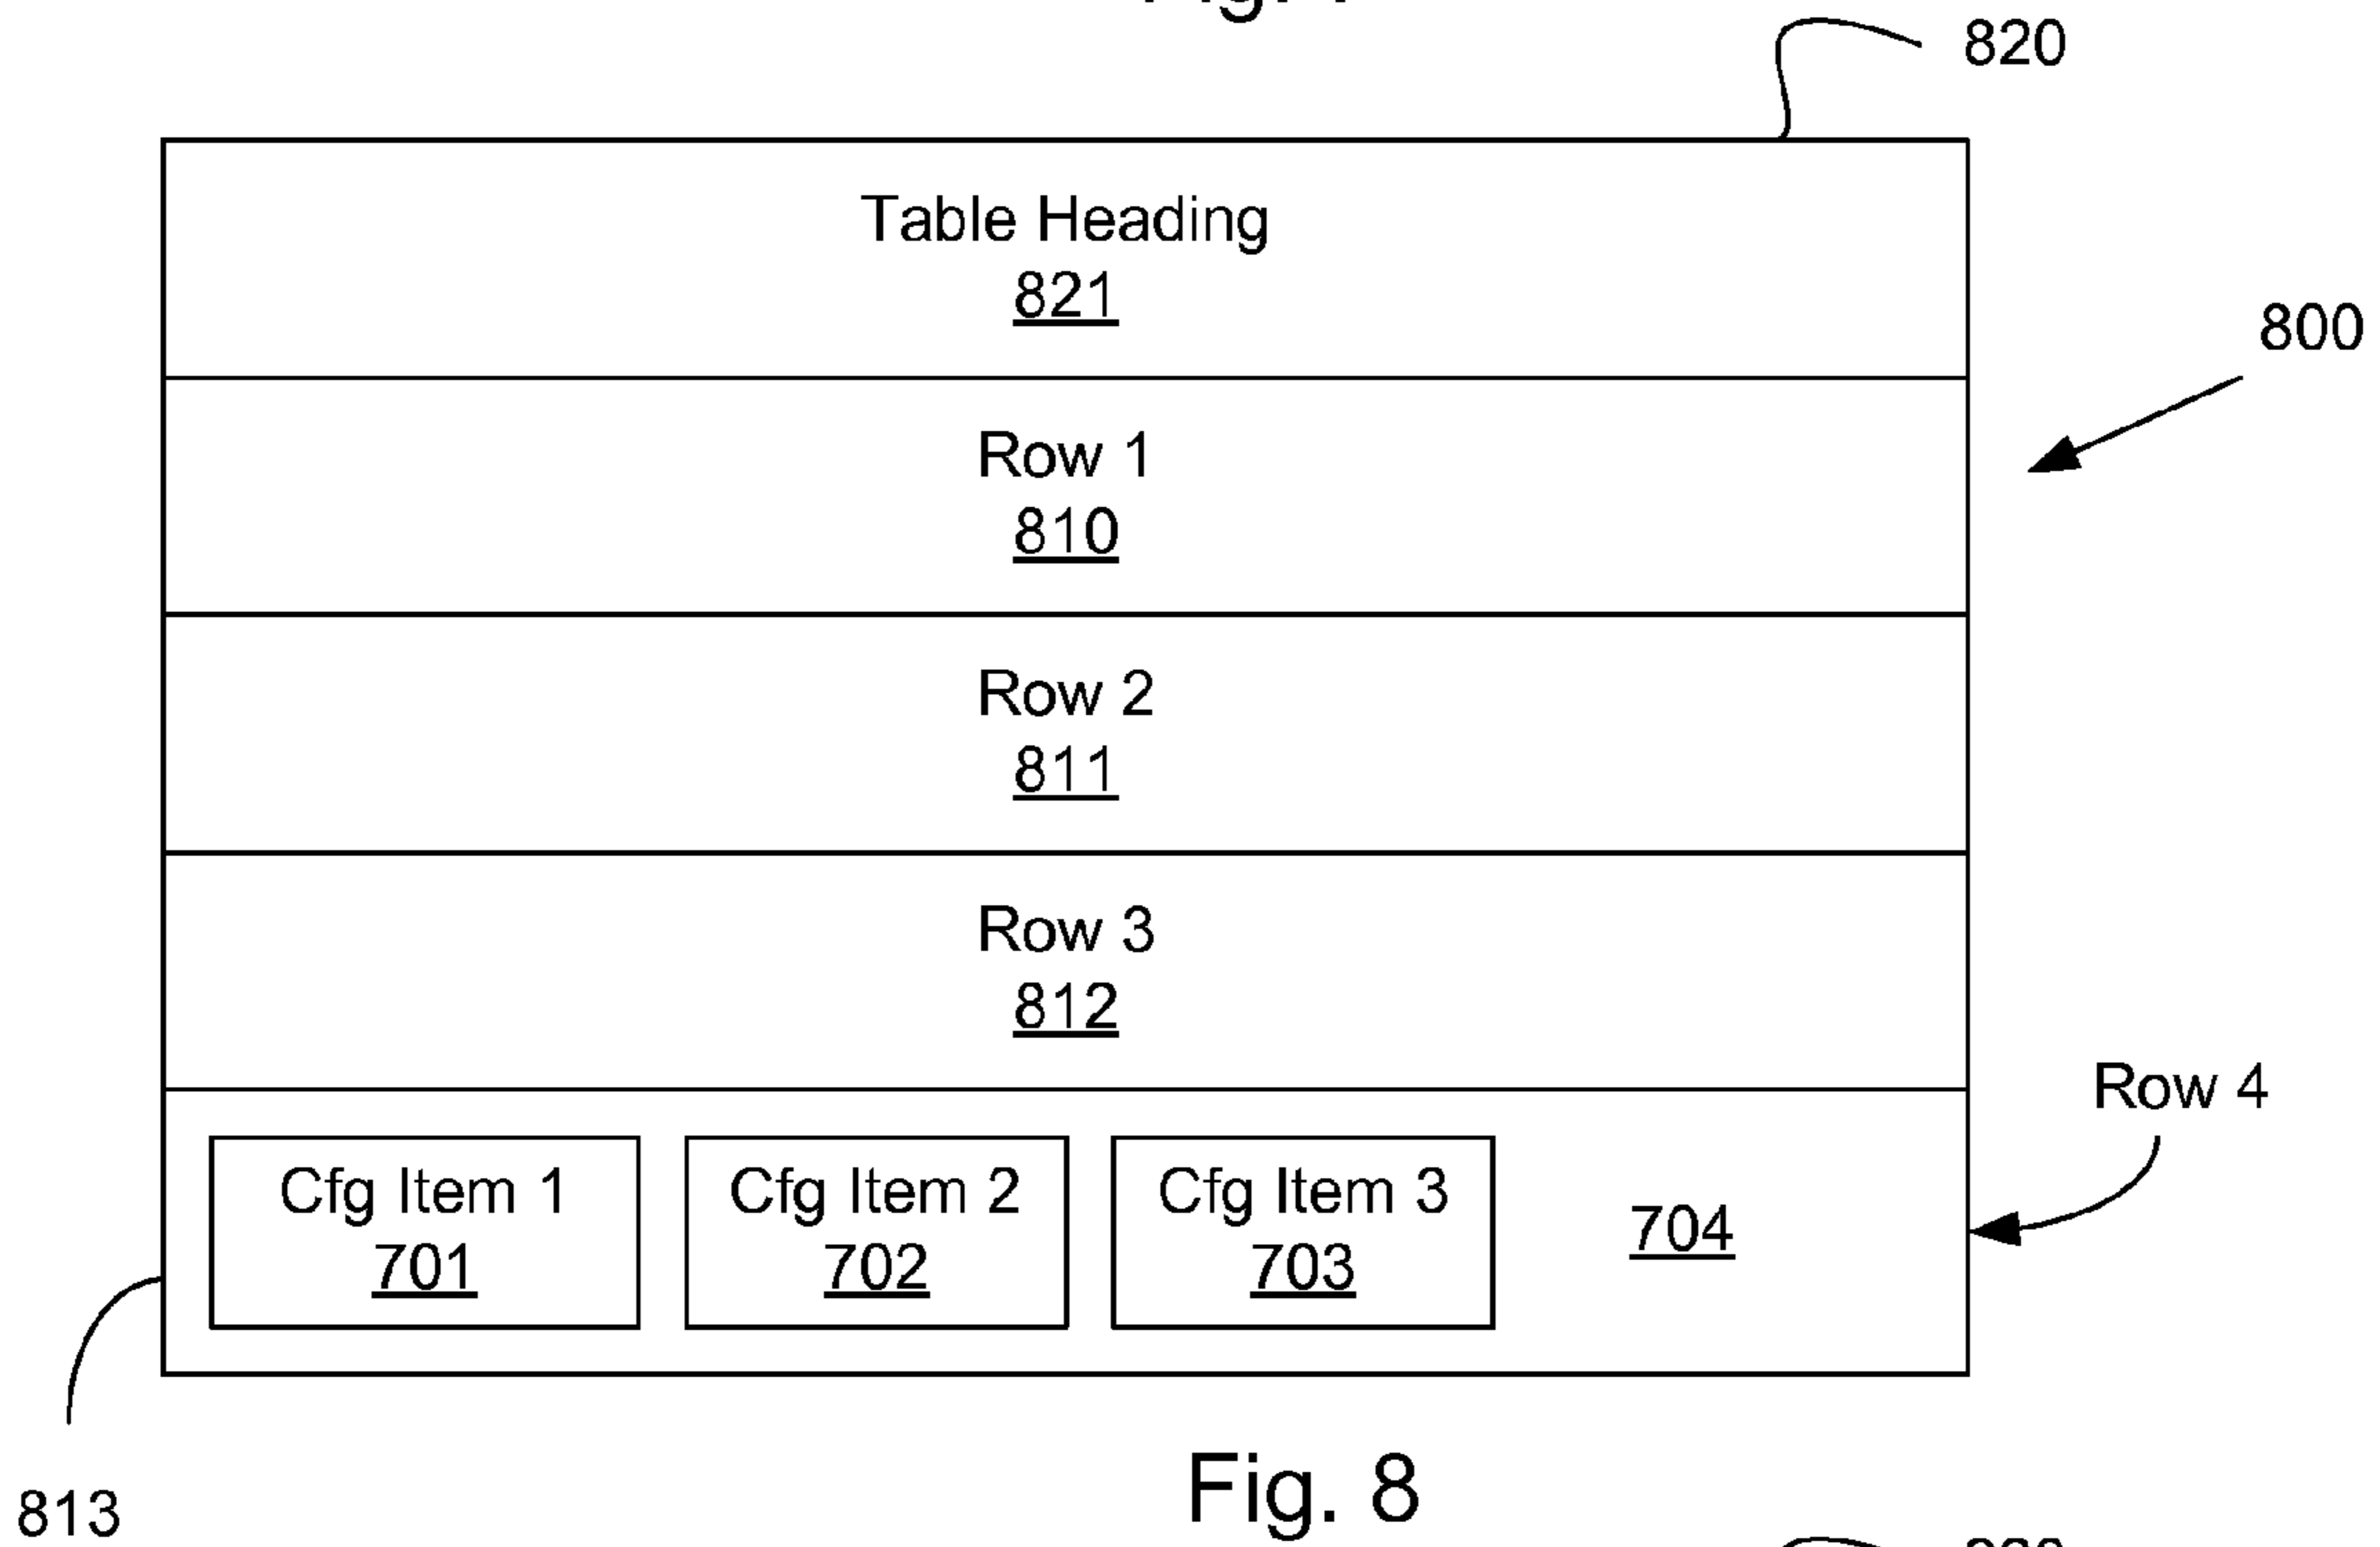 820
Table Heading
821
800
Row 1
810
Row 2
811
Row 3
812
Row 4
Cfg Item 1
701
Cfg Item 2
702
Cfg Item 3
703
704
813
Fig. 8